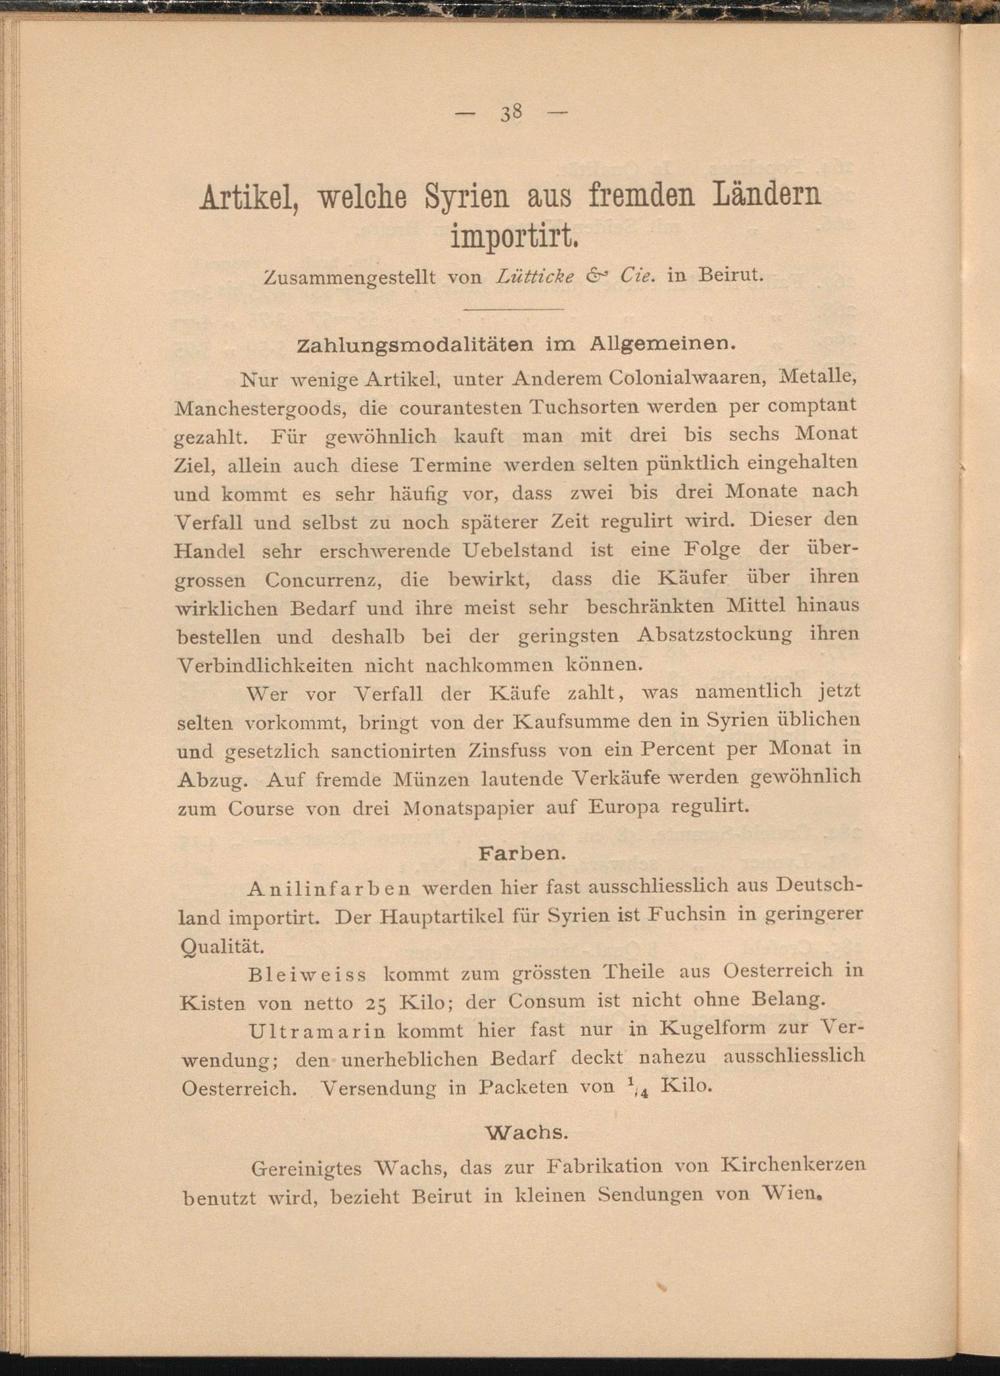 — 38 —
Artikel, welche Syrien aus fremden Ländern
importirt.
Zusammengestellt von Lütticke & Cie. in Beirut.
Zahlungsmodalitäten im Allgemeinen.
Nur wenige Artikel, unter Anderem Colonialwaaren, Metalle,
Manchestergoods, die courantesten Tuchsorten werden per comptant
gezahlt. Für gewöhnlich kauft man mit drei bis sechs Monat
Ziel, allein auch diese Termine werden selten pünktlich eingehalten
und kommt es sehr häufig vor, dass zwei bis drei Monate nach
Verfall und selbst zu noch späterer Zeit regulirt wird. Dieser den
Handel sehr erschwerende Uebelstand ist eine Folge der über-
grossen Concurrenz, die bewirkt, dass die Käufer über ihren
wirklichen Bedarf und ihre meist sehr beschränkten Mittel hinaus
bestellen und deshalb bei der geringsten Absatzstockung ihren
Verbindlichkeiten nicht nachkommen können.
Wer vor Verfall der Käufe zahlt, was namentlich jetzt
selten vorkommt, bringt von der Kaufsumme den in Syrien üblichen
und gesetzlich sanctionirten Zinsfuss von ein Percent per Monat in
Abzug. Auf fremde Münzen lautende Verkäufe werden gewöhnlich
zum Course von drei Monatspapier auf Europa regulirt.
Farben.
Anilinfarben werden hier fast ausschliesslich aus Deutsch-
land importirt. Der Hauptartikel für Syrien ist Fuchsin in geringerer
Qualität.
Bleiweiss kommt zum grössten Theile aus Oesterreich in
Kisten von netto 25 Kilo; der Consum ist nicht ohne Belang.
Ultramarin kommt hier fast nur in Kugelform zur Ver-
wendung; den unerheblichen Bedarf deckt nahezu ausschliesslich
Oesterreich. Versendung in Packeten von 1/4 Kilo.
Wachs.
Gereinigtes Wachs, das zur Fabrikation von Kirchenkerzen
benutzt wird, bezieht Beirut in kleinen Sendungen von Wien.